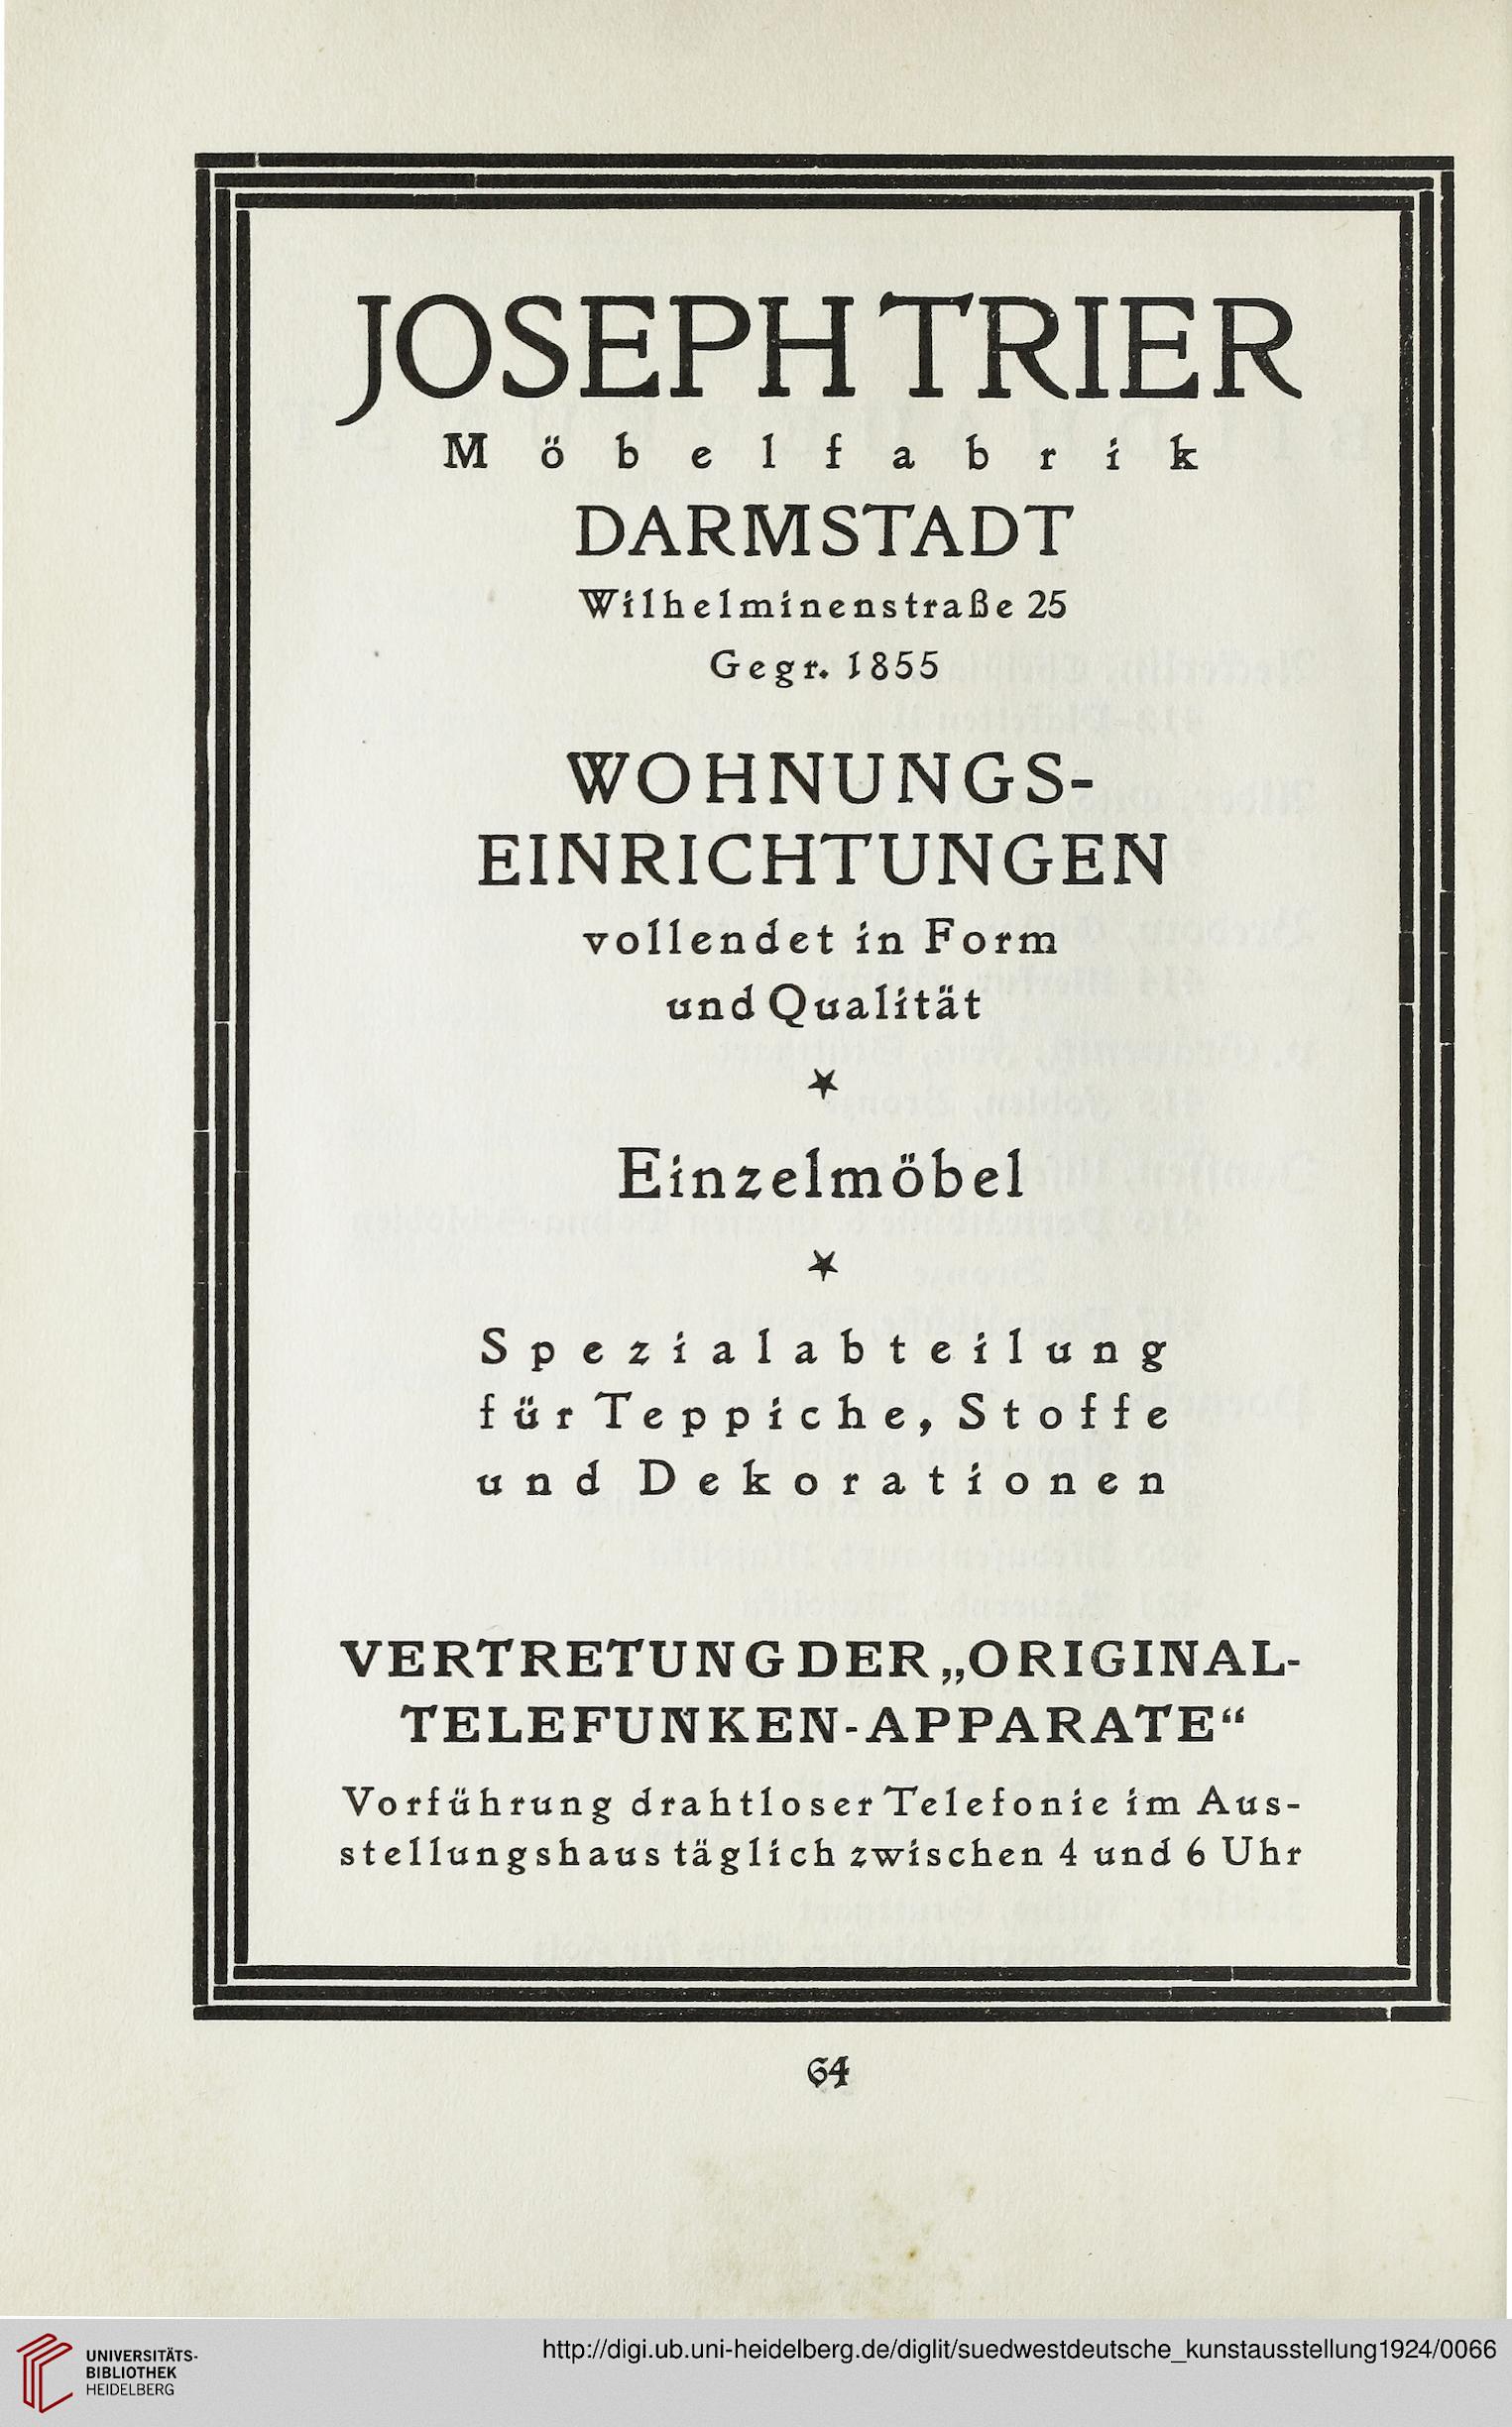 JOSEPH TRIER
Möbelfabrik
DARMSTADT
Wilhelminenstraße 25
Gegr. 1855
WOHNUNGS-
EINRICHTUNGEN
vollendet in Form
und Qualität
*
Einzelmöbel
*
Spezialabteilung
für Teppiche, Stoffe
und Dekorationen
VERTRETUNG DER „ORIGINAL-
TELEFUNKEN-APPARATE“
Vorführung drahtloser Telefonie im Aus-
stellungshaus täglich zwischen 4 und 6 Uhr
64
UNIVERSITÄTS-
BIBLIOTHEK
HEIDELBERG
http://digi.ub.uni-heidelberg.de/diglit/suedwestdeutsche_kunstausstellung1924/0066